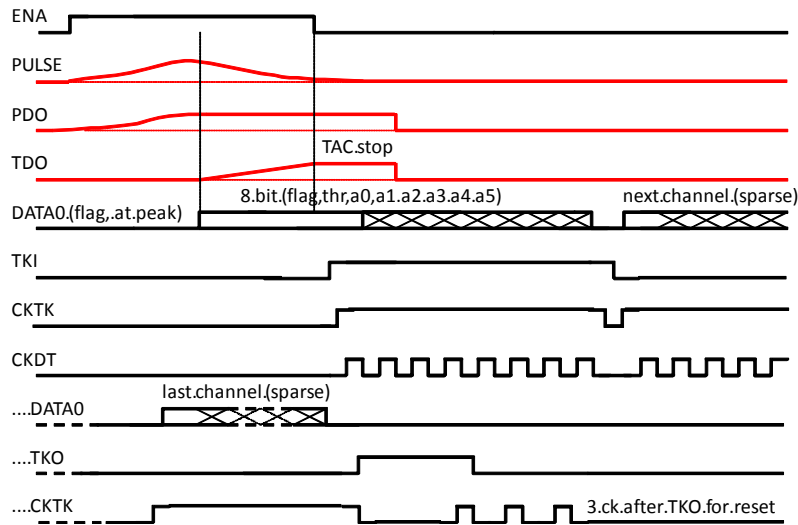 ENA
PULSE
PDO
TAC.stop
TDO
8.bit.(flag,thr,a0,a1.a2.a3.a4.a5)
next.channel.(sparse)
DATA0.(flag,.at.peak)
TKI
CKTK
CKDT
last.channel.(sparse)
....DATA0
....TKO
....CKTK
3.ck.after.TKO.for.reset